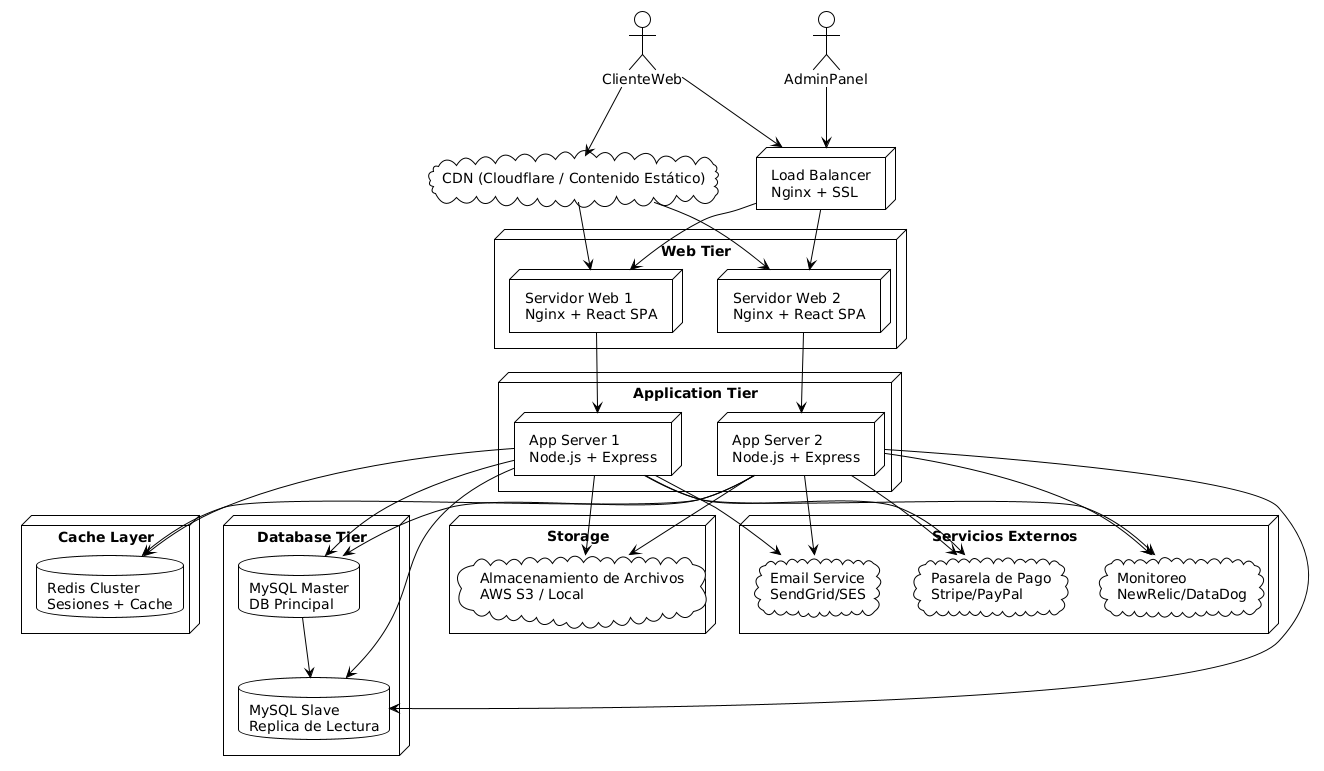 ClienteWeb
AdminPanel
CDN (Cloudflare / Contenido Estático)
Load Balancer
Nginx + SSL
Web Tier
Servidor Web 1
Nginx + React SPA
Servidor Web 2
Nginx + React SPA
Application Tier
App Server 1
Node.js + Express
App Server 2
Node.js + Express
Cache Layer
Redis Cluster
Sesiones + Cache
Database Tier
MySQL Master
DB Principal
MySQL Slave
Replica de Lectura
Storage
Almacenamiento de Archivos
AWS S3 / Local
Servicios Externos
Email Service
SendGrid/SES
Pasarela de Pago
Stripe/PayPal
Monitoreo
NewRelic/DataDog